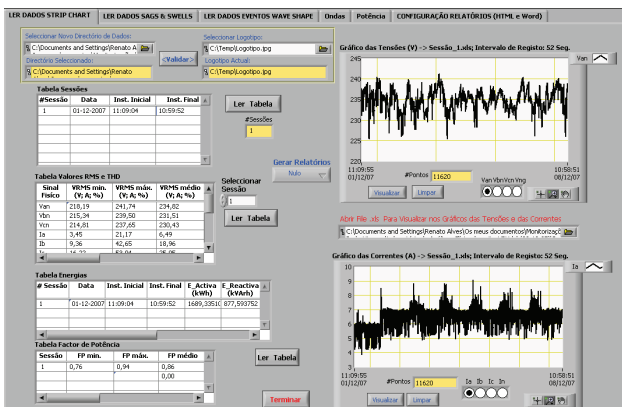 LER DADOS STRIP CHART LER DADOS SAGS & SWELLS LER DADOS EVENTOS WAVE SHAPE Ondas Potência CONFIGURAÇÃO RELATÓRIOS (HTML e Word)
Seleccionar Novo Directório de Dados:
C:\Documents and Settings\Renato A
Directório Seleccionado:
C:\Documents and Settings\Renato
<Validar>
Seleccionar Logotipo:
C:\Temp\Logotipo.jpg
Logotipo Actual:
C:\Temp\Logotipo.jpg
Tabela Sessões
#Sessão Data Inst. Inicial Inst. Final
1 01-12-2007 11:09:04 10:59:52
Ler Tabela
#Sessões
1
Gerar Relatórios
Nulo
Tabela Valores RMS e THD
Sinal Físico VRMS min. (V; A; %) VRMS máx. (V; A; %) VRMS médio (V; A; %)
Van 218,19 241,74 234,82
Vbn 215,34 239,50 231,51
Vcn 214,81 237,65 230,43
Ia 3,45 21,17 6,49
Ib 9,36 42,65 18,96
Seleccionar Sessão
1
Ler Tabela
Tabela Energias
# Sessão Data Inst. Inicial Inst. Final E_Activa (kWh) E_Reactiva (kVArh)
1 01-12-2007 11:09:04 10:59:52 1689,33510 877,593752
Tabela Factor de Potência
Sessão FP min. FP máx. FP médio
1 0,76 0,94 0,86
0,00
Ler Tabela
Terminar
Gráfico das Tensões (V) -> Sessão_1.xls; Intervalo de Registo: 52 Seg.
Van
245
240
235
230
225
220
11:09:55
01/12/07
10:58:51
08/12/07
#Pontos 11620
Van Vbn Vcn Vng
Visualizar Limpar
Abrir File .xls Para Visualizar nos Gráficos das Tensões e das Correntes
C:\Documents and Settings\Renato Alves\Os meus documentos\Monitorizaçõ
Gráfico das Correntes (A) -> Sessão_1.xls; Intervalo de Registo: 52 Seg.
Ia
10
9
8
7
6
5
4
3
11:09:55
01/12/07
10:58:51
08/12/07
#Pontos 11620
Ia Ib Ic In
Visualizar Limpar